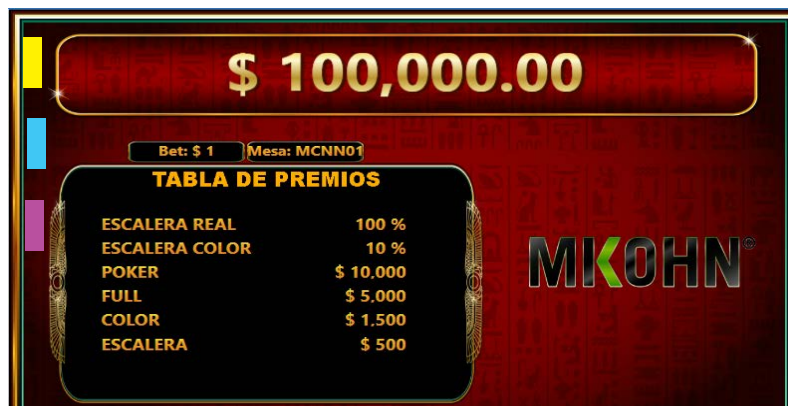 $ 100,000.00
Bet: $ 1 Mesa: MCNN01
TABLA DE PREMIOS
ESCALERA REAL 100 %
ESCALERA COLOR 10 %
POKER $ 10,000
FULL $ 5,000
COLOR $ 1,500
ESCALERA $ 500
MKOHN®